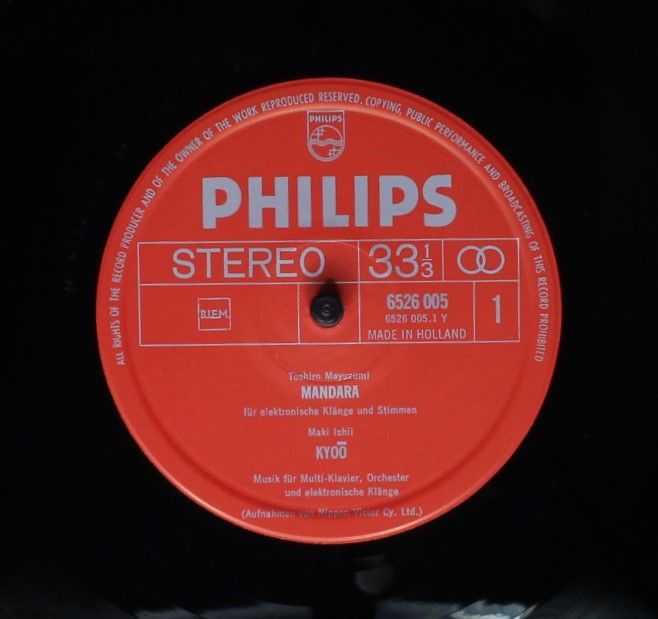 ALL RIGHTS OF THE RECORD PRODUCER AND OF THE OWNER OF THE WORK REPRODUCED RESERVED. COPYING, PUBLIC PERFORMANCE AND BROADCASTING OF THIS RECORD PROHIBITED
PHILIPS
PHILIPS
STEREO 33 1/3
B.I.E.M. 6526 005 1
6526 005.1 Y
MADE IN HOLLAND
Toshiro Mayuzumi
MANDARA
für elektronische Klänge und Stimmen
Maki Ishii
KYOŌ
Musik für Multi-Klavier, Orchester
und elektronische Klänge
(Aufnahmen von Nippon Victor Cy. Ltd.)